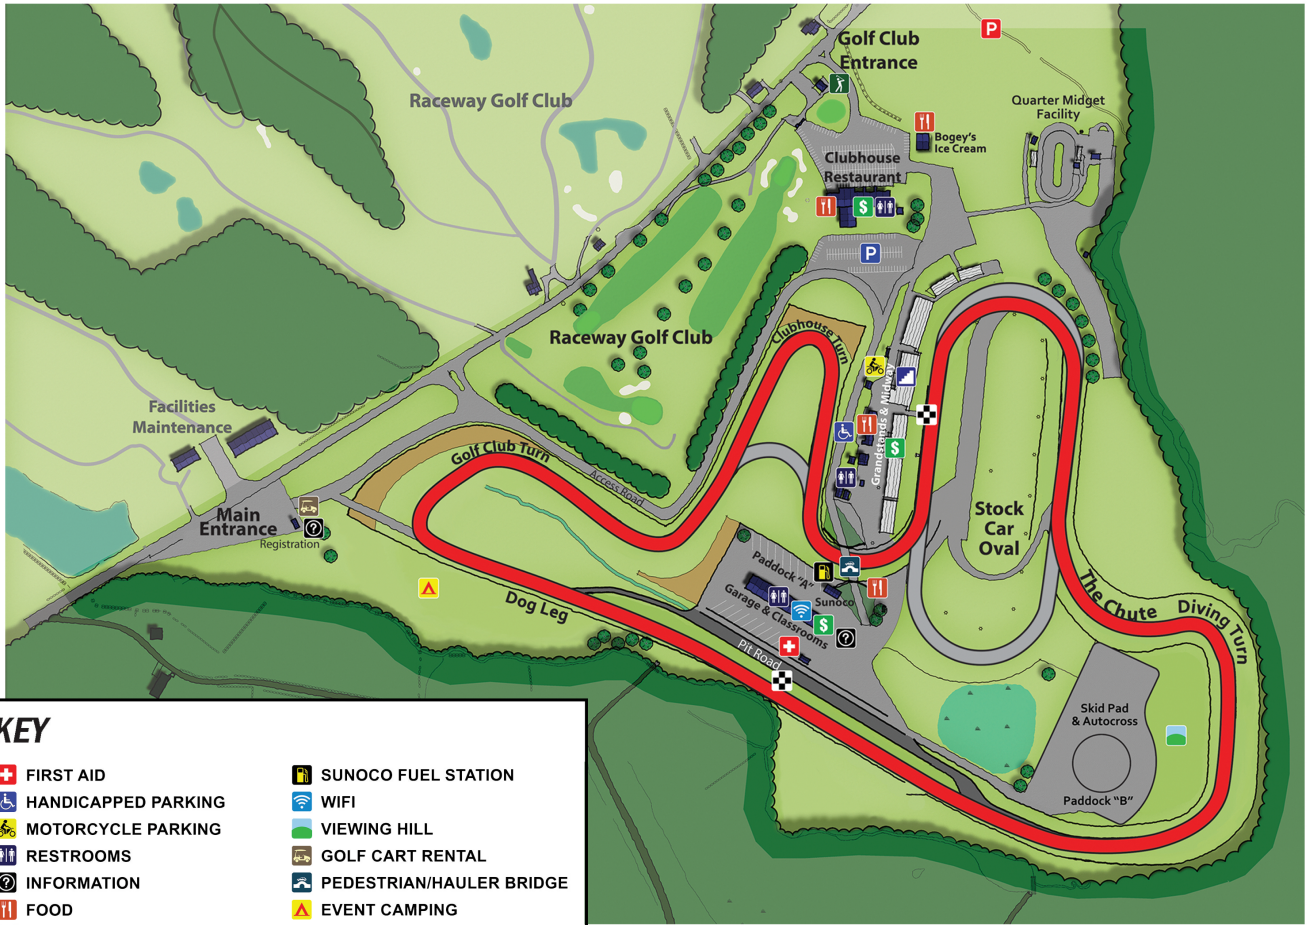 Golf Club
Entrance
P
Raceway Golf Club
Quarter Midget
Facility
Bogey's
Ice Cream
Clubhouse
Restaurant
$
P
Clubhouse Turn
Raceway Golf Club
Grandstands & Midway
$
Facilities
Maintenance
Golf Club Turn
Access Road
Main
Entrance
?
Registration
Stock
Car
Oval
Paddock "A"
Sunoco
Garage & Classrooms
$
?
Pit Road
Dog Leg
The Chute
Diving Turn
Skid Pad
& Autocross
Paddock "B"
KEY
FIRST AID
HANDICAPPED PARKING
MOTORCYCLE PARKING
RESTROOMS
? INFORMATION
FOOD
SUNOCO FUEL STATION
WIFI
VIEWING HILL
GOLF CART RENTAL
PEDESTRIAN/HAULER BRIDGE
EVENT CAMPING